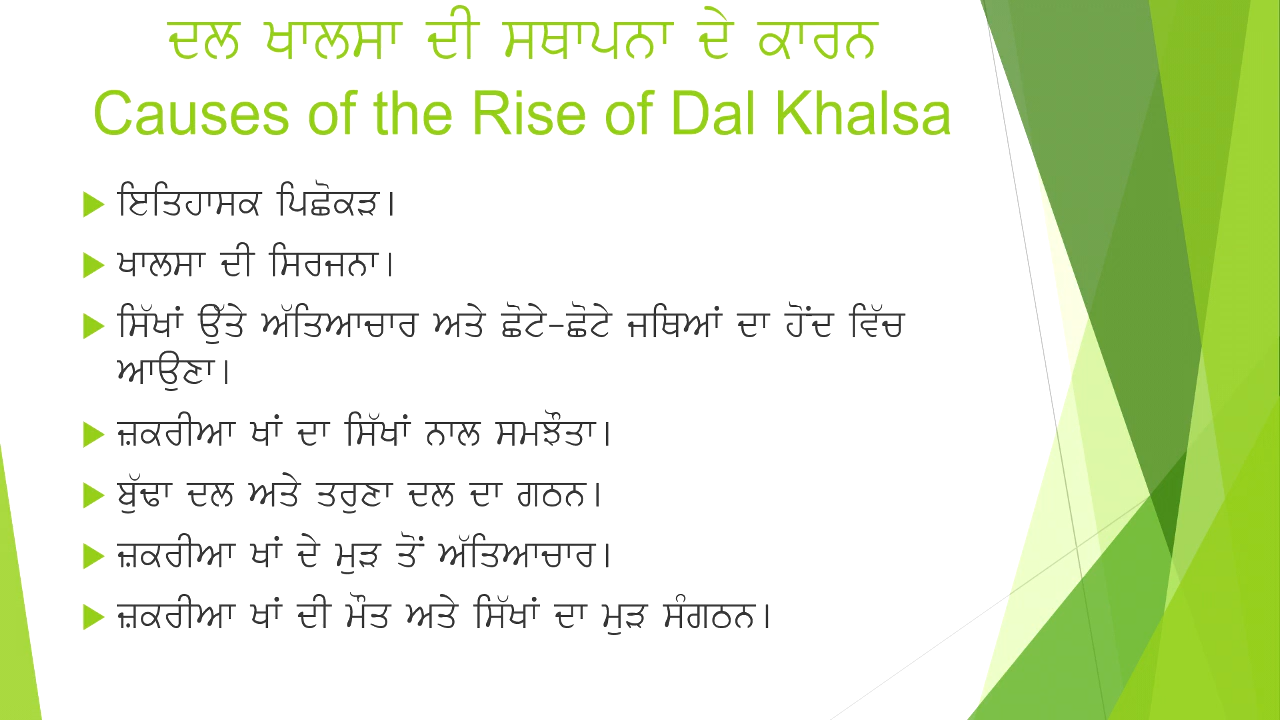 ਦਲ ਖਾਲਸਾ ਦੀ ਸਥਾਪਨਾ ਦੇ ਕਾਰਨ
Causes of the Rise of Dal Khalsa
ਇਤਿਹਾਸਕ ਪਿਛੋਕੜ।
ਖਾਲਸਾ ਦੀ ਸਿਰਜਨਾ।
ਸਿੱਖਾਂ ਉੱਤੇ ਅੱਤਿਆਚਾਰ ਅਤੇ ਛੋਟੇ-ਛੋਟੇ ਜਥਿਆਂ ਦਾ ਹੋਂਦ ਵਿੱਚ
ਆਉਣਾ।
ਜ਼ਕਰੀਆ ਖਾਂ ਦਾ ਸਿੱਖਾਂ ਨਾਲ ਸਮਝੌਤਾ।
ਬੁੱਢਾ ਦਲ ਅਤੇ ਤਰੁਣਾ ਦਲ ਦਾ ਗਠਨ।
ਜ਼ਕਰੀਆ ਖਾਂ ਦੇ ਮੁੜ ਤੋਂ ਅੱਤਿਆਚਾਰ।
ਜ਼ਕਰੀਆ ਖਾਂ ਦੀ ਮੌਤ ਅਤੇ ਸਿੱਖਾਂ ਦਾ ਮੁੜ ਸੰਗਠਨ।